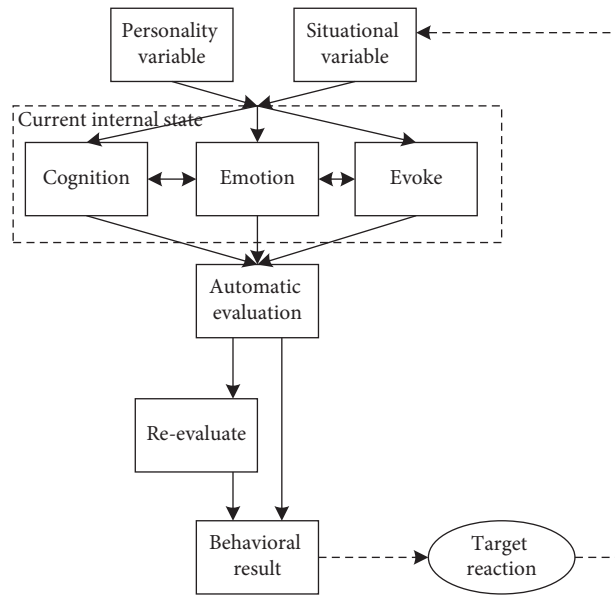 Personality
variable
Situational
variable
Current internal state
Cognition
Emotion
Evoke
Automatic
evaluation
Re-evaluate
Behavioral
result
Target
reaction